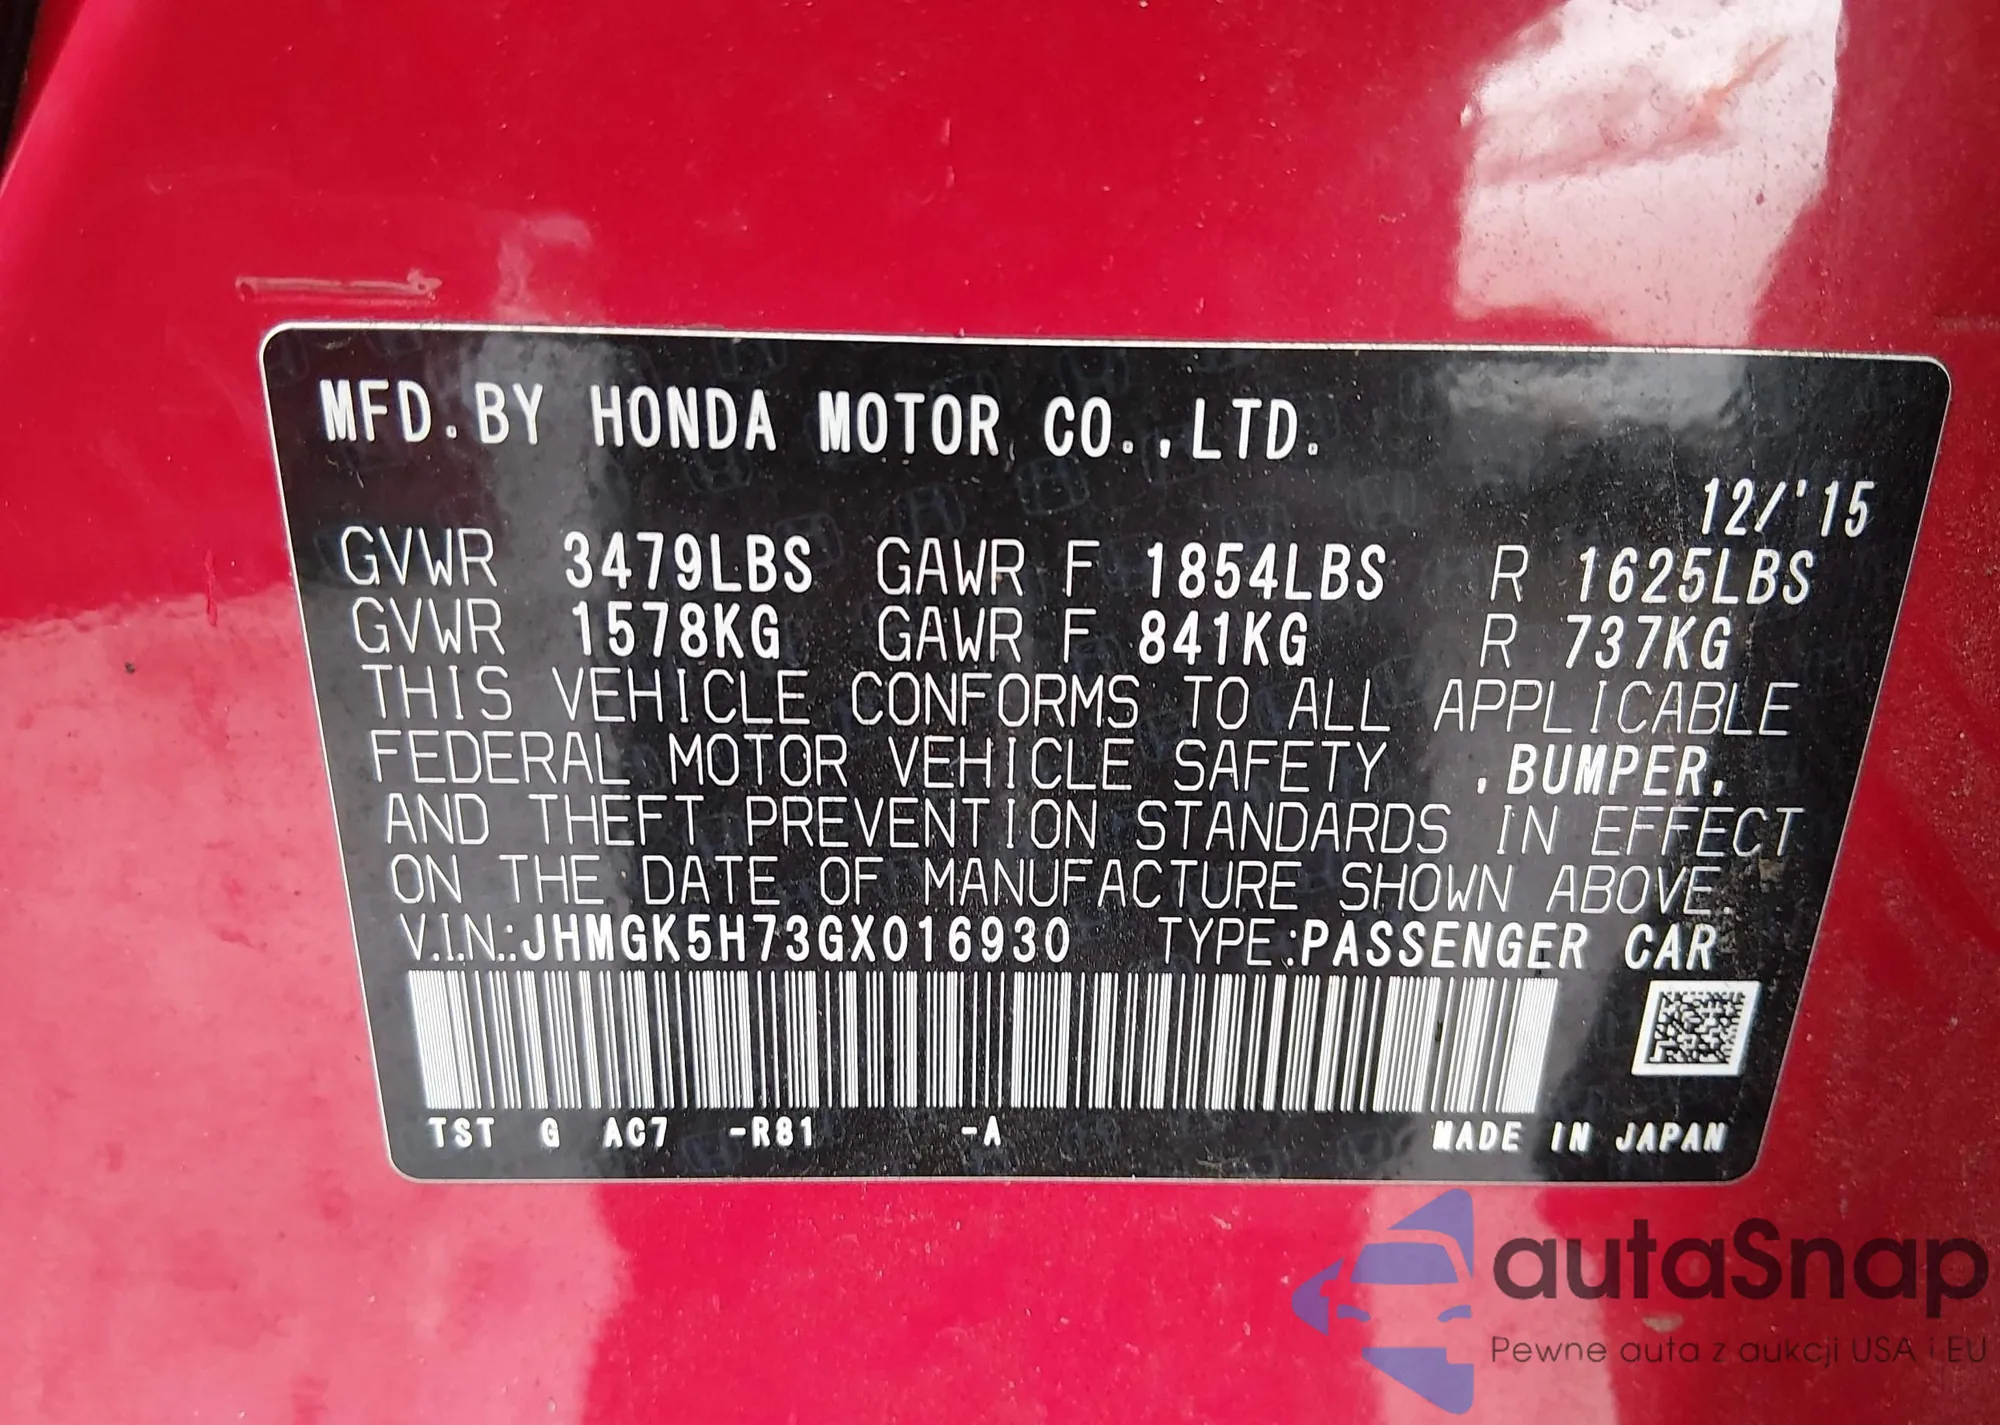 MFD.BY HONDA MOTOR CO.,LTD.
12/'15
GVWR 3479LBS GAWR F 1854LBS R 1625LBS
GVWR 1578KG GAWR F 841KG R 737KG
THIS VEHICLE CONFORMS TO ALL APPLICABLE
FEDERAL MOTOR VEHICLE SAFETY ,BUMPER,
AND THEFT PREVENTION STANDARDS IN EFFECT
ON THE DATE OF MANUFACTURE SHOWN ABOVE.
V.I.N.:JHMGK5H73GX016930 TYPE:PASSENGER CAR
TST G AC7 -R81 -A MADE IN JAPAN
autaSnap
Pewne auta z aukcji USA i EU